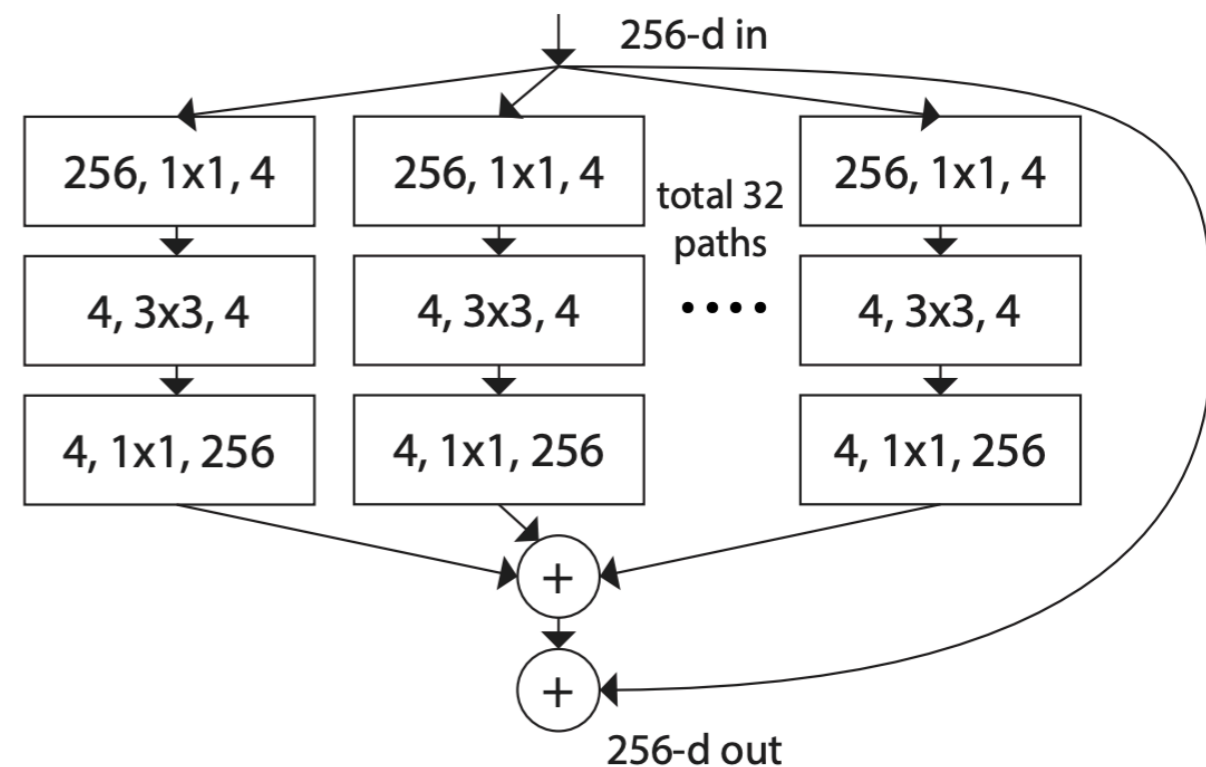 256-d in
256, 1x1, 4
256, 1x1, 4
total 32
paths
256, 1x1, 4
4, 3x3, 4
4, 3x3, 4
....
4, 3x3, 4
4, 1x1, 256
4, 1x1, 256
4, 1x1, 256
+
+
256-d out